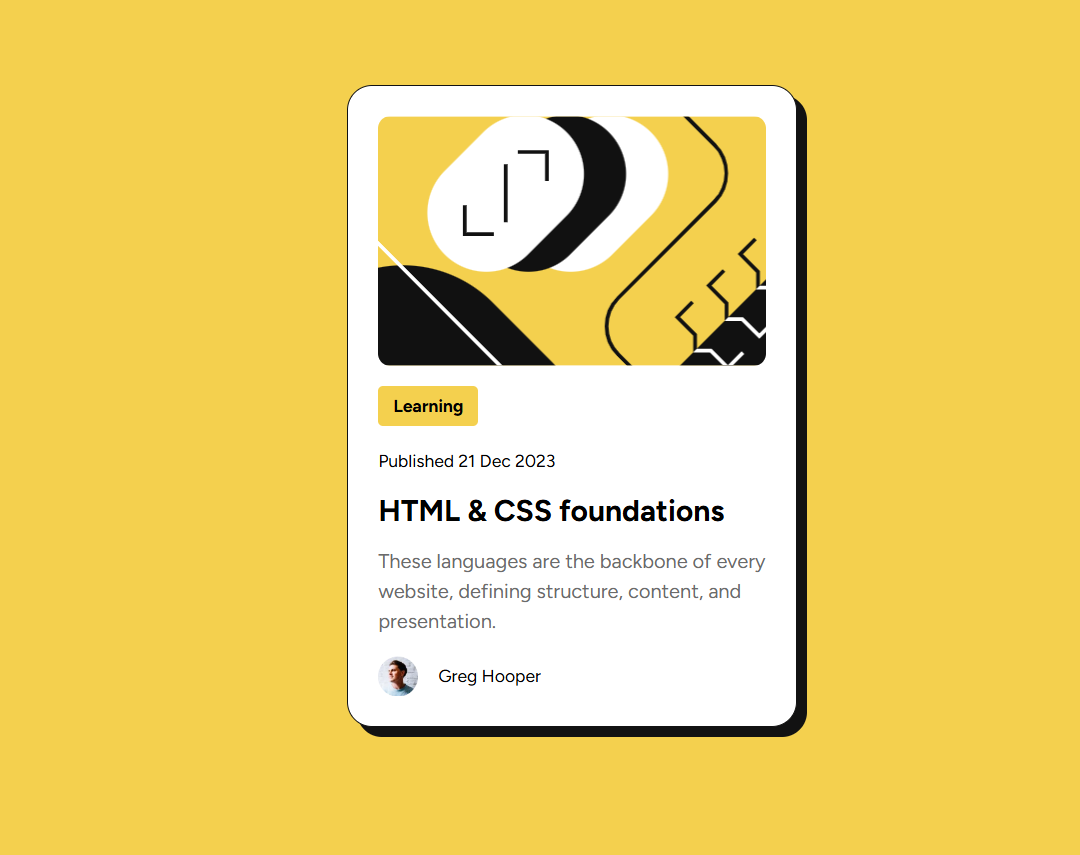 Learning
Published 21 Dec 2023
HTML & CSS foundations
These languages are the backbone of every
website, defining structure, content, and
presentation.
Greg Hooper